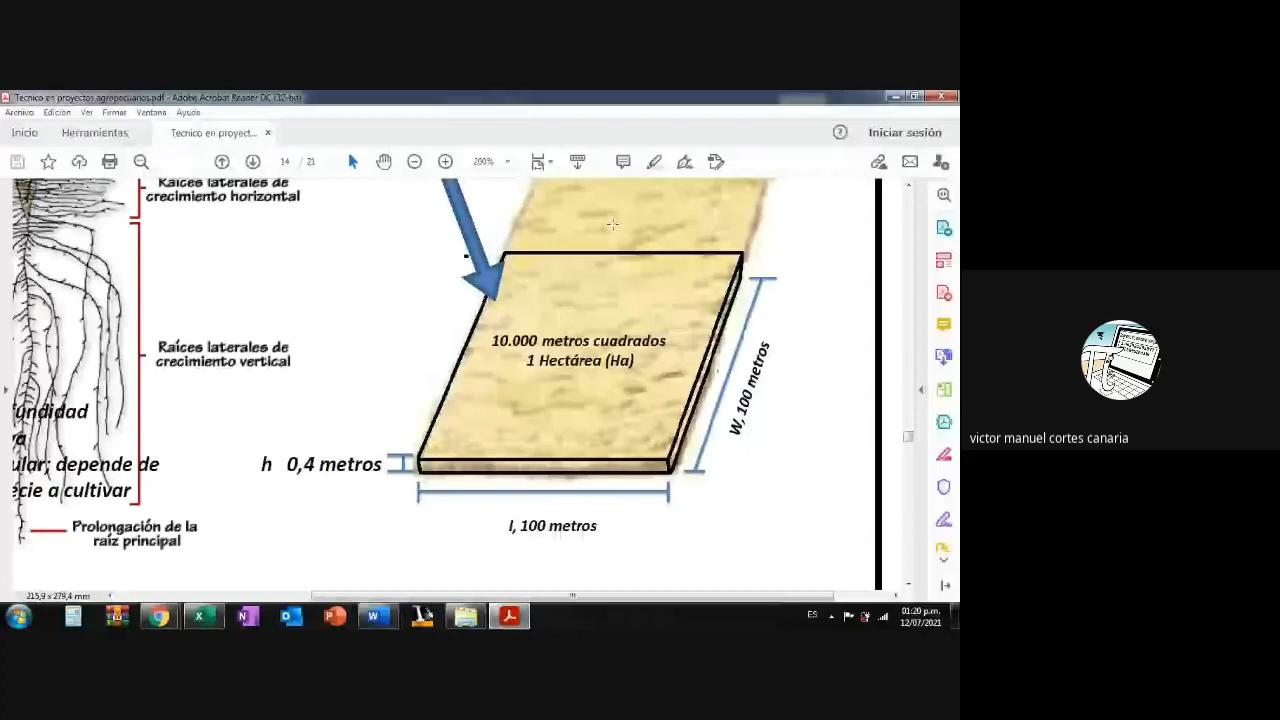 Tecnico en proyectos agropecuarios.pdf - Adobe Acrobat Reader DC (32-bit)
Archivo Edición Ver Firmar Ventana Ayuda
Inicio Herramientas Tecnico en proyect... × Iniciar sesión
14 / 21 200%
Raíces laterales de
crecimiento horizontal
10.000 metros cuadrados
1 Hectárea (Ha)
Raíces laterales de
crecimiento vertical
W, 100 metros
undidad
ular; depende de
ecie a cultivar
h 0,4 metros
Prolongación de la
raíz principal
l, 100 metros
215,9 x 279,4 mm
ES
01:20 p.m.
12/07/2021
victor manuel cortes canaria